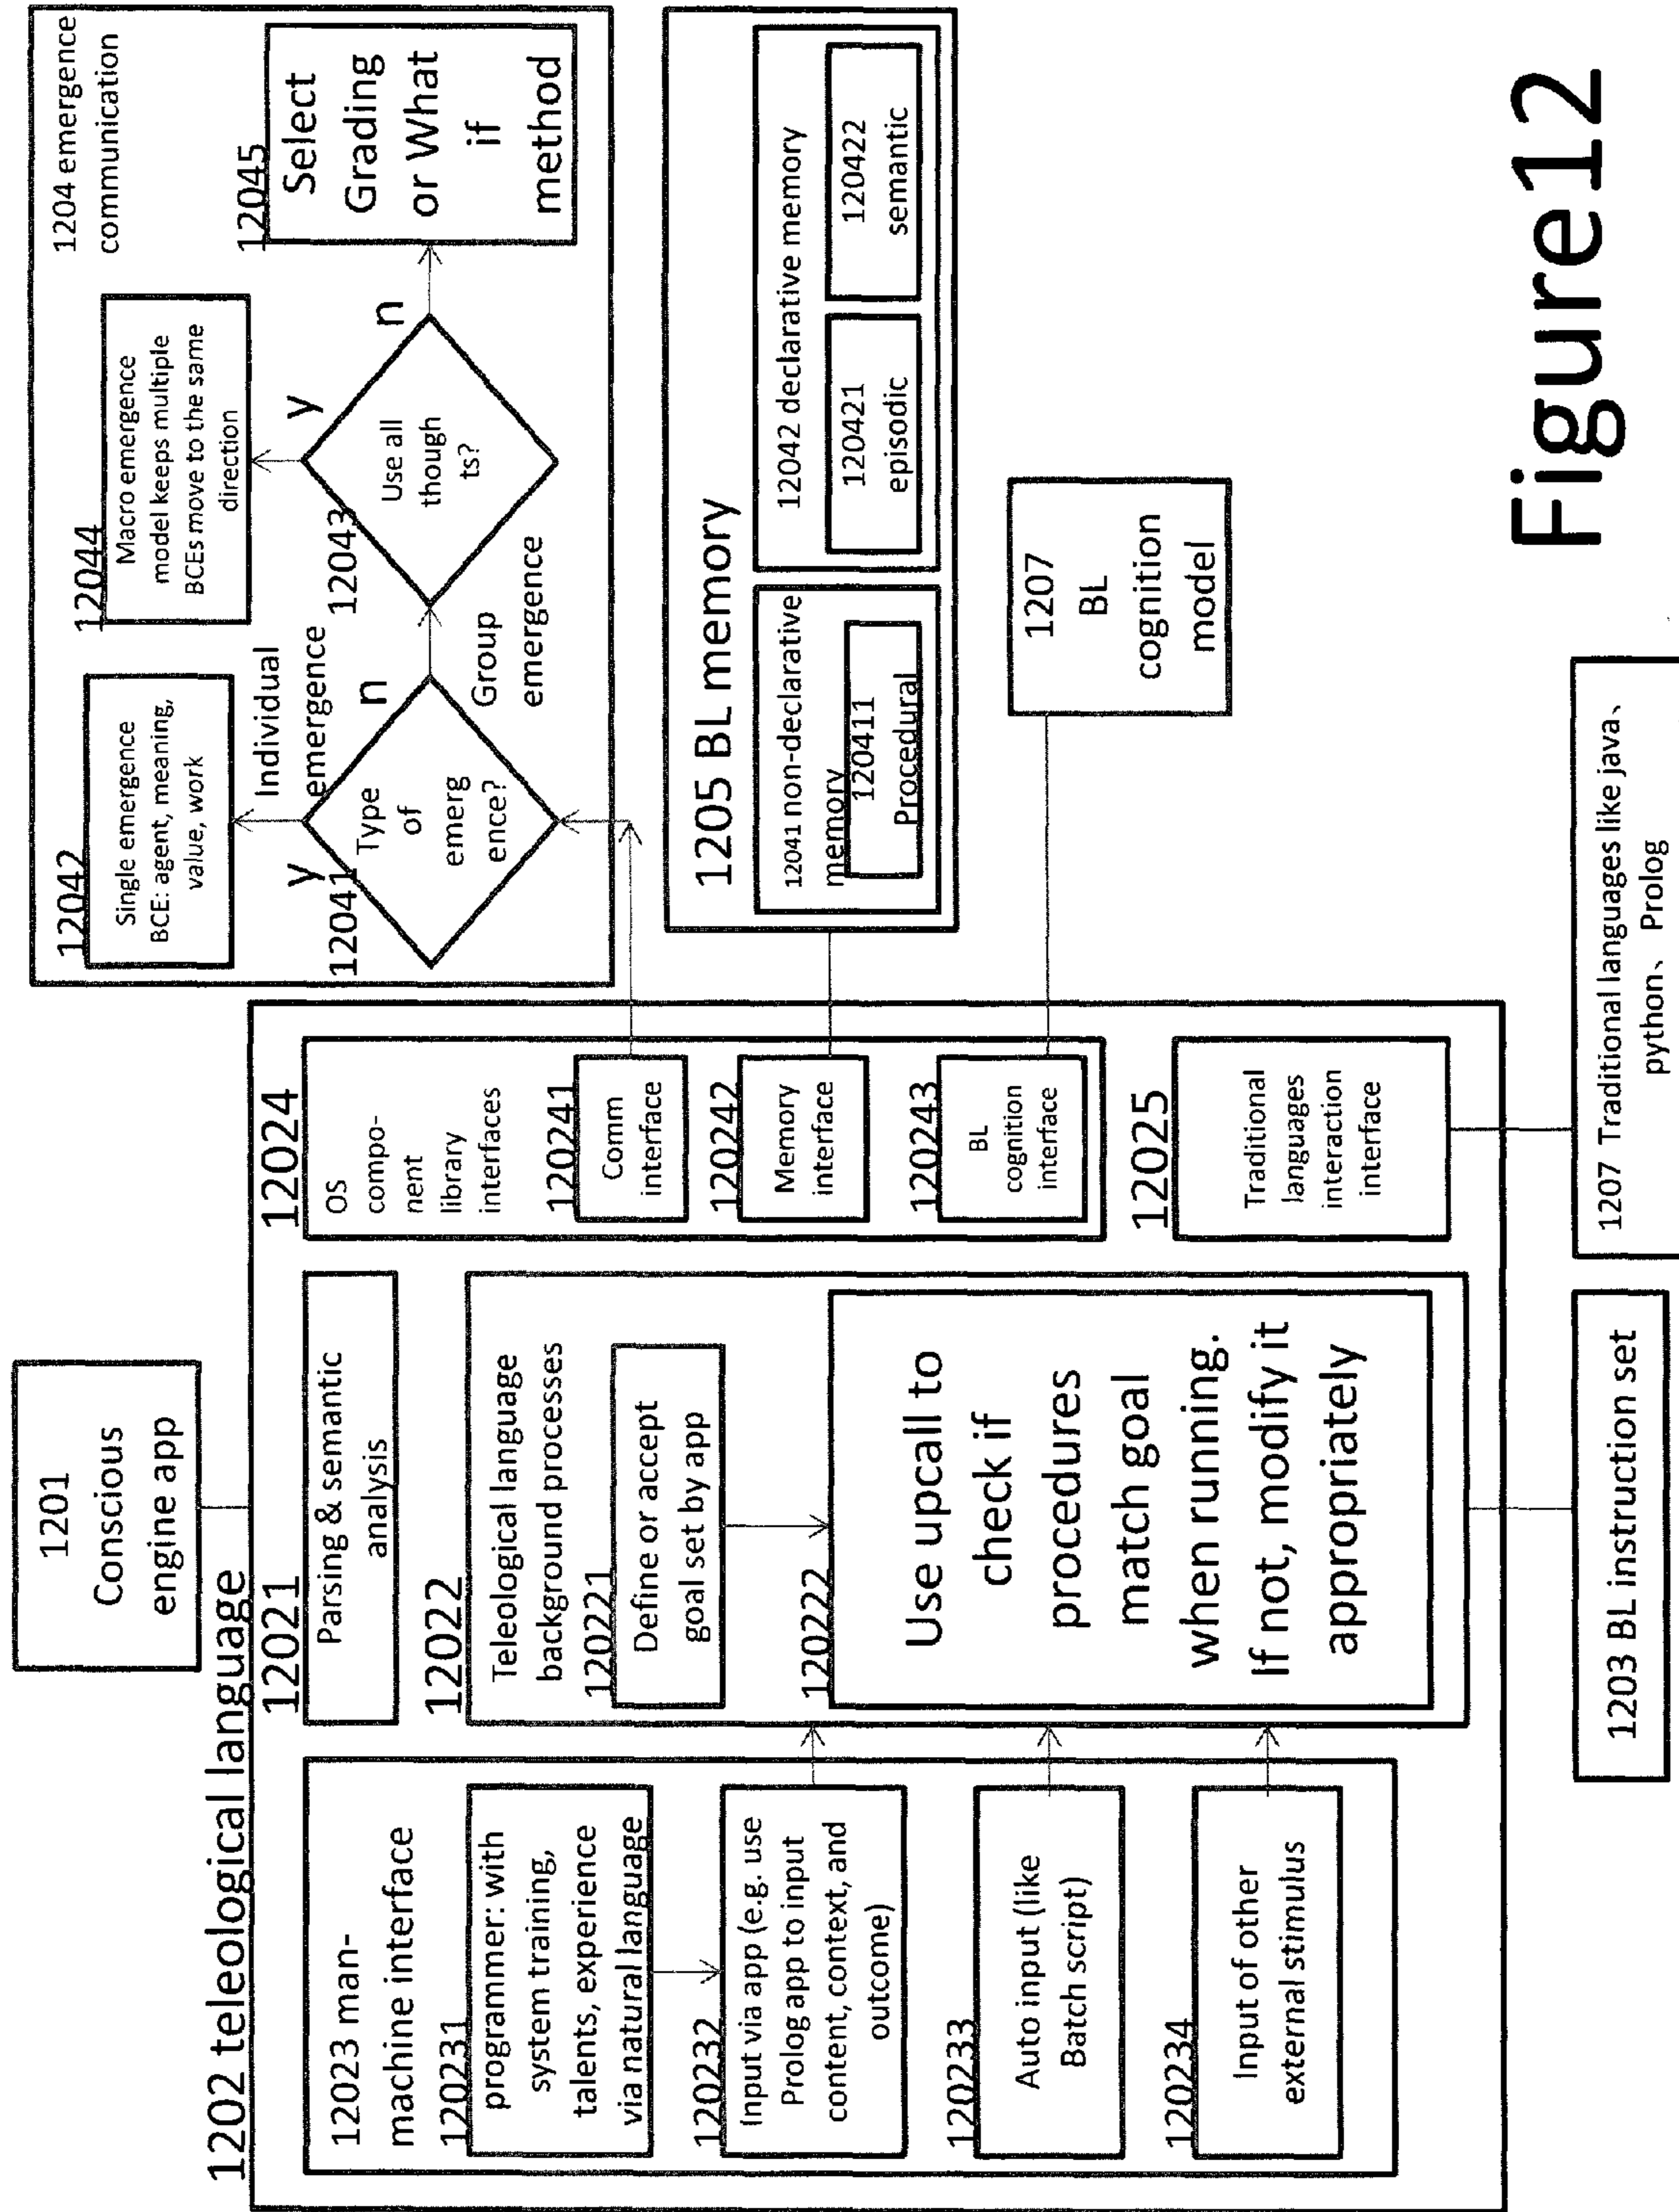 1201
Conscious
engine app
1202 teleological language
12023 man-
machine interface
120231
programmer: with
system training,
talents, experience
via natural language
120232
Input via app (e.g. use
Prolog app to input
content, context, and
outcome)
120233
Auto input (like
Batch script)
120234
Input of other
external stimulus
12021
Parsing & semantic
analysis
12022
Teleological language
background processes
120221
Define or accept
goal set by app
120222
Use upcall to
check if
procedures
match goal
when running.
If not, modify it
appropriately
12024
OS
compo-
nent
library
interfaces
120241
Comm
interface
120242
Memory
interface
120243
BL
cognition
interface
12025
Traditional
languages
interaction
interface
1203 BL instruction set
1207 Traditional languages like java、
python、 Prolog
1204 emergence
communication
12042
Single emergence
BCE: agent, meaning,
value, work
12044
Macro emergence
model keeps multiple
BCEs move to the same
direction
12045
Select
Grading
or What
if
method
y
Individual
emergence
12041
Type
of
emerg
ence?
n
Group
emergence
12043
Use all
though
ts?
y
n
1205 BL memory
12041 non-declarative
memory
120411
Procedural
12042 declarative memory
120421
episodic
120422
semantic
1207
BL
cognition
model
Figure12